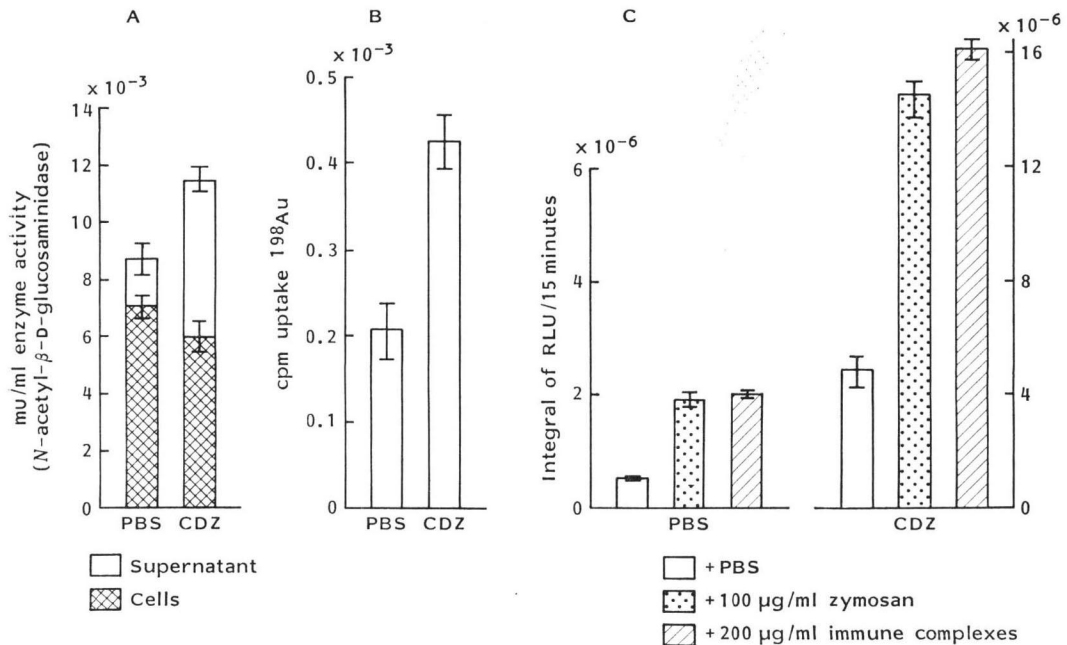 A
× 10⁻³
14
12
10
8
6
4
2
0
mu/ml enzyme activity
(N-acetyl-β-D-glucosaminidase)
PBS CDZ
Supernatant
Cells
B
× 10⁻³
0.5
0.4
0.3
0.2
0.1
0
cpm uptake ¹⁹⁸Au
PBS CDZ
C
× 10⁻⁶
6
4
2
0
Integral of RLU/15 minutes
PBS
CDZ
× 10⁻⁶
16
12
8
4
0
+ PBS
+100 µg/ml zymosan
+200 µg/ml immune complexes